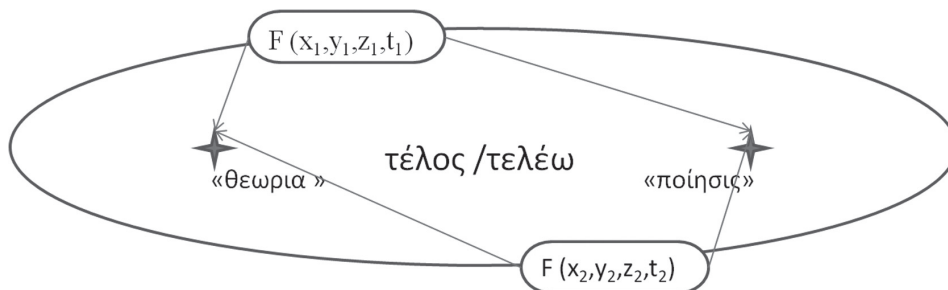 F (x₁,y₁,z₁,t₁)
τέλος /τελέω
«θεωρια »
«ποίησις»
F (x₂,y₂,z₂,t₂)